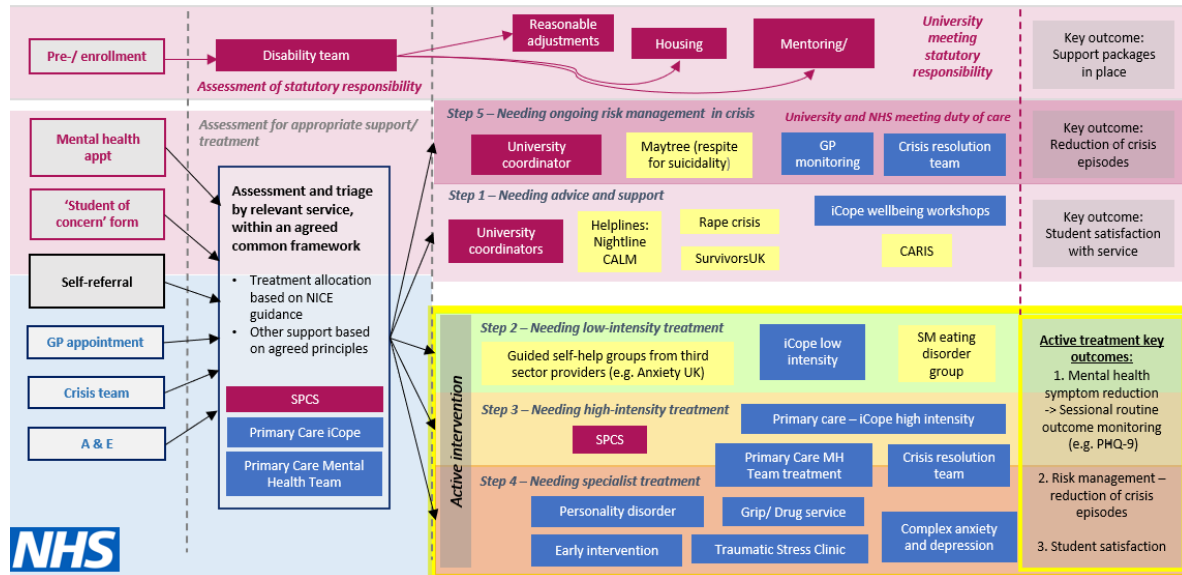 Pre-/ enrollment
Disability team
Assessment of statutory responsibility
Reasonable
adjustments
Housing
Mentoring/
University
meeting
statutory
responsibility
Key outcome:
Support packages
in place
Mental health
appt
'Student of
concern' form
Self-referral
GP appointment
Crisis team
A & E
NHS
Assessment for appropriate support/
treatment
Assessment and triage
by relevant service,
within an agreed
common framework
• Treatment allocation
based on NICE
guidance
• Other support based
on agreed principles
SPCS
Primary Care iCope
Primary Care Mental
Health Team
Step 5 – Needing ongoing risk management in crisis
University and NHS meeting duty of care
University
coordinator
Maytree (respite
for suicidality)
GP
monitoring
Crisis resolution
team
Key outcome:
Reduction of crisis
episodes
Step 1 – Needing advice and support
University
coordinators
Helplines:
Nightline
CALM
Rape crisis
SurvivorsUK
iCope wellbeing workshops
CARIS
Key outcome:
Student satisfaction
with service
Active intervention
Step 2 – Needing low-intensity treatment
Guided self-help groups from third
sector providers (e.g. Anxiety UK)
iCope low
intensity
SM eating
disorder
group
Step 3 – Needing high-intensity treatment
SPCS
Primary care – iCope high intensity
Primary Care MH
Team treatment
Crisis resolution
team
Step 4 – Needing specialist treatment
Personality disorder
Grip/ Drug service
Complex anxiety
and depression
Early intervention
Traumatic Stress Clinic
Active treatment key
outcomes:
1. Mental health
symptom reduction
-> Sessional routine
outcome monitoring
(e.g. PHQ-9)
2. Risk management –
reduction of crisis
episodes
3. Student satisfaction